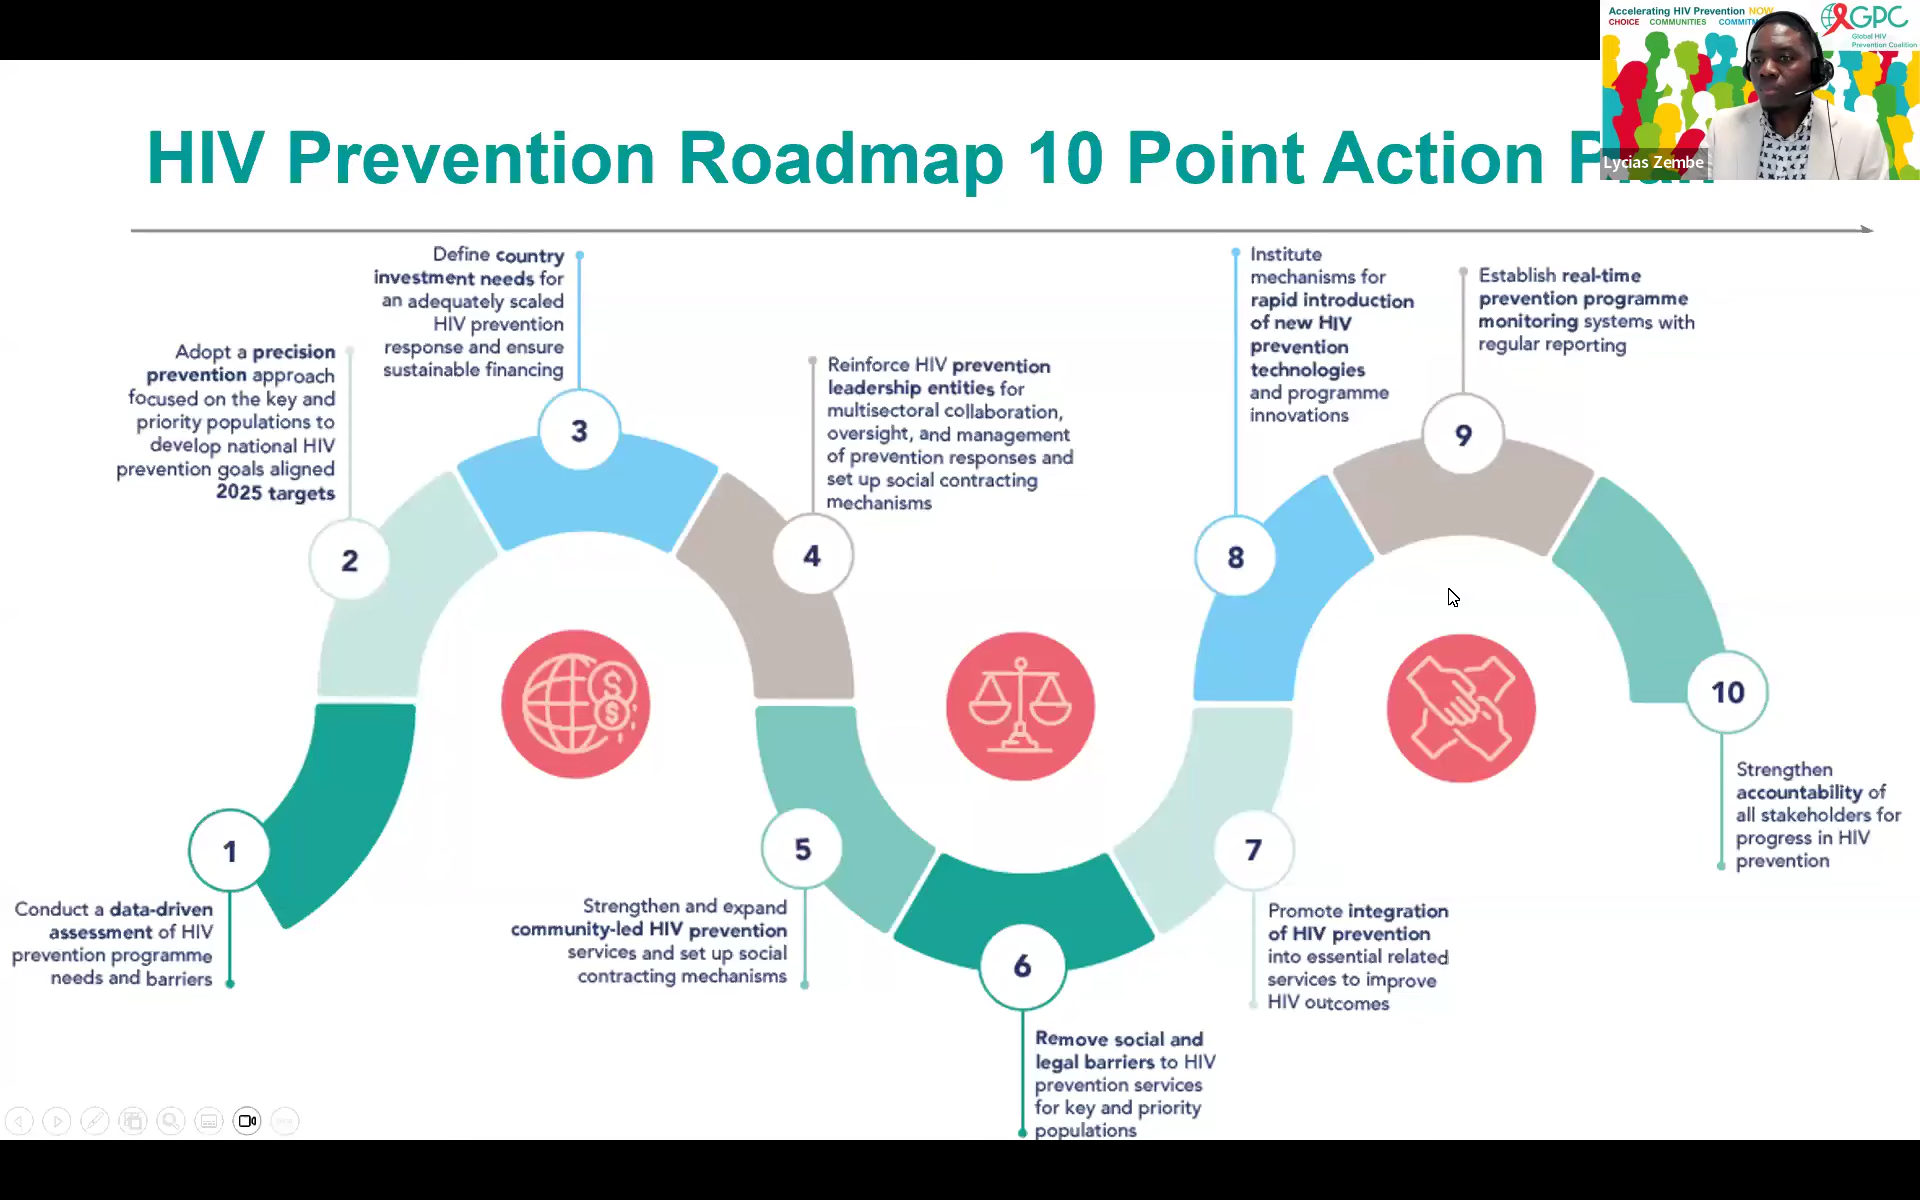 Accelerating HIV Prevention NOW
CHOICE COMMUNITIES
GPC
Global HIV
Prevention Coalition
Lycias Zembe
HIV Prevention Roadmap 10 Point Action Plan
1
Conduct a data-driven
assessment of HIV
prevention programme
needs and barriers
2
Adopt a precision
prevention approach
focused on the key and
priority populations to
develop national HIV
prevention goals aligned
2025 targets
3
Define country
investment needs for
an adequately scaled
HIV prevention
response and ensure
sustainable financing
4
Reinforce HIV prevention
leadership entities for
multisectoral collaboration,
oversight, and management
of prevention responses and
set up social contracting
mechanisms
5
Strengthen and expand
community-led HIV prevention
services and set up social
contracting mechanisms
6
Remove social and
legal barriers to HIV
prevention services
for key and priority
populations
7
Promote integration
of HIV prevention
into essential related
services to improve
HIV outcomes
8
Institute
mechanisms for
rapid introduction
of new HIV
prevention
technologies
and programme
innovations
9
Establish real-time
prevention programme
monitoring systems with
regular reporting
10
Strengthen
accountability of
all stakeholders for
progress in HIV
prevention
$
$